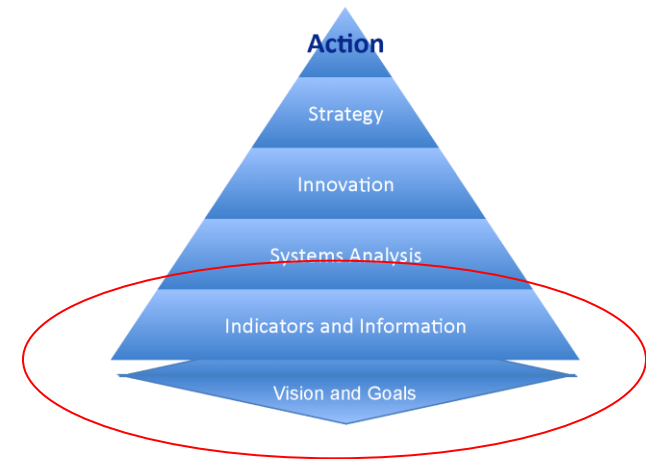 Action
Strategy
Innovation
Systems Analysis
Indicators and Information
Vision and Goals